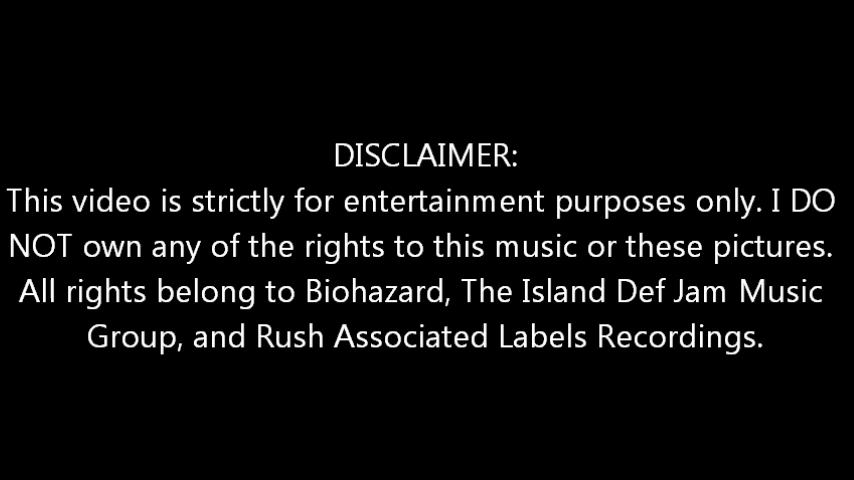 DISCLAIMER:
This video is strictly for entertainment purposes only. I DO
NOT own any of the rights to this music or these pictures.
All rights belong to Biohazard, The Island Def Jam Music
Group, and Rush Associated Labels Recordings.